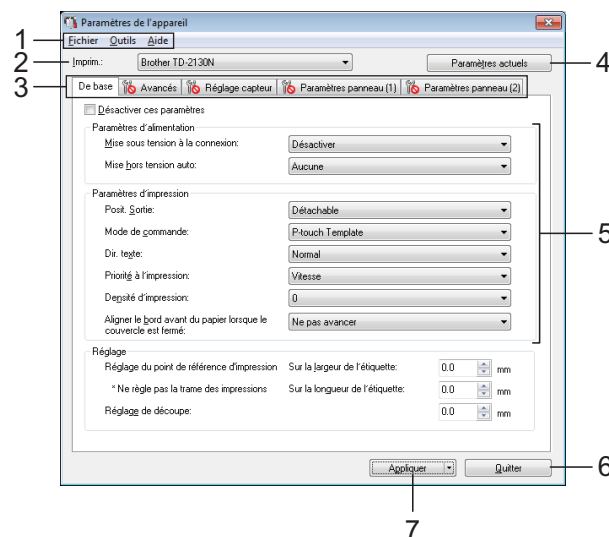 Paramètres de l'appareil
1
Fichier Outils Aide
2
Imprim.: Brother TD-2130N Paramètres actuels
4
3
De base Avancés Réglage capteur Paramètres panneau (1) Paramètres panneau (2)
Désactiver ces paramètres
Paramètres d'alimentation
Mise sous tension à la connexion: Désactiver
Mise hors tension auto: Aucune
Paramètres d'impression
Posit. Sortie: Détachable
Mode de commande: P-touch Template
5
Dir. texte: Normal
Priorité à l'impression: Vitesse
Densité d'impression: 0
Aligner le bord avant du papier lorsque le
couvercle est fermé: Ne pas avancer
Réglage
Réglage du point de référence d'impression Sur la largeur de l'étiquette: 0.0 mm
* Ne règle pas la trame des impressions Sur la longueur de l'étiquette: 0.0 mm
Réglage de découpe: 0.0 mm
Appliquer Quitter
6
7